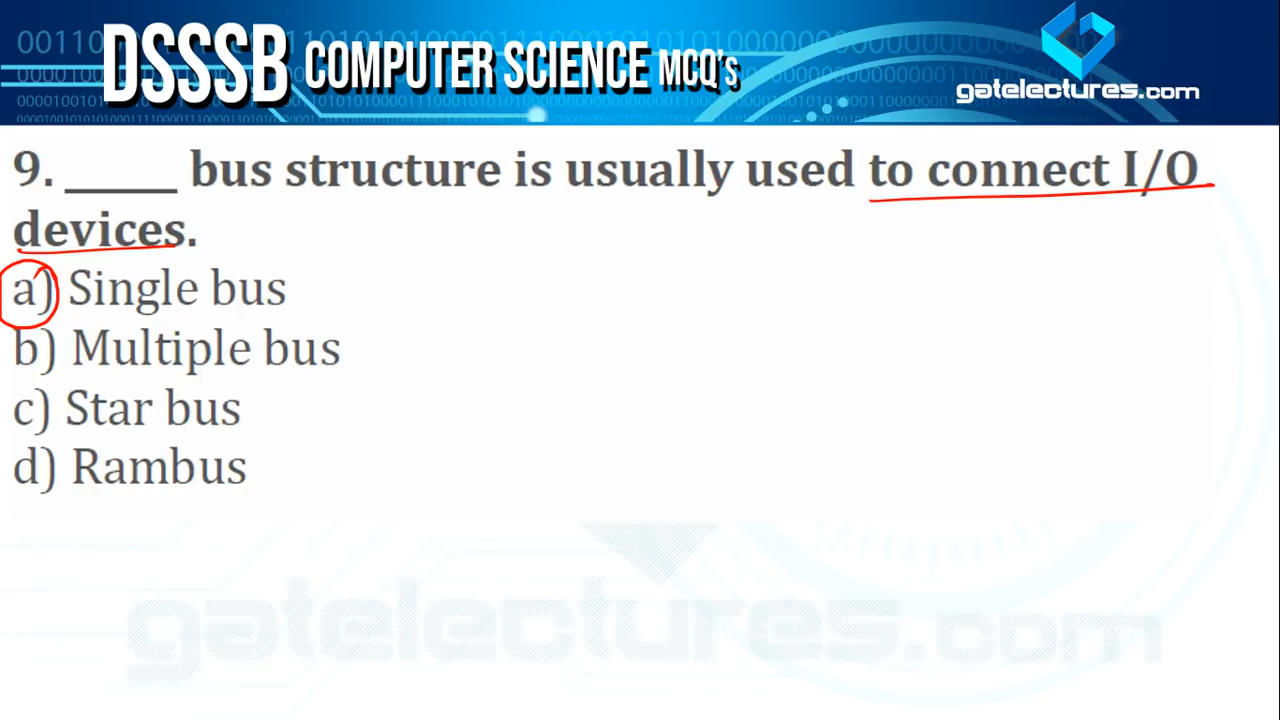 DSSSB COMPUTER SCIENCE MCQ's
gatelectures.com
9. _____ bus structure is usually used to connect I/O
devices.
a) Single bus
b) Multiple bus
c) Star bus
d) Rambus
gatelectures.com